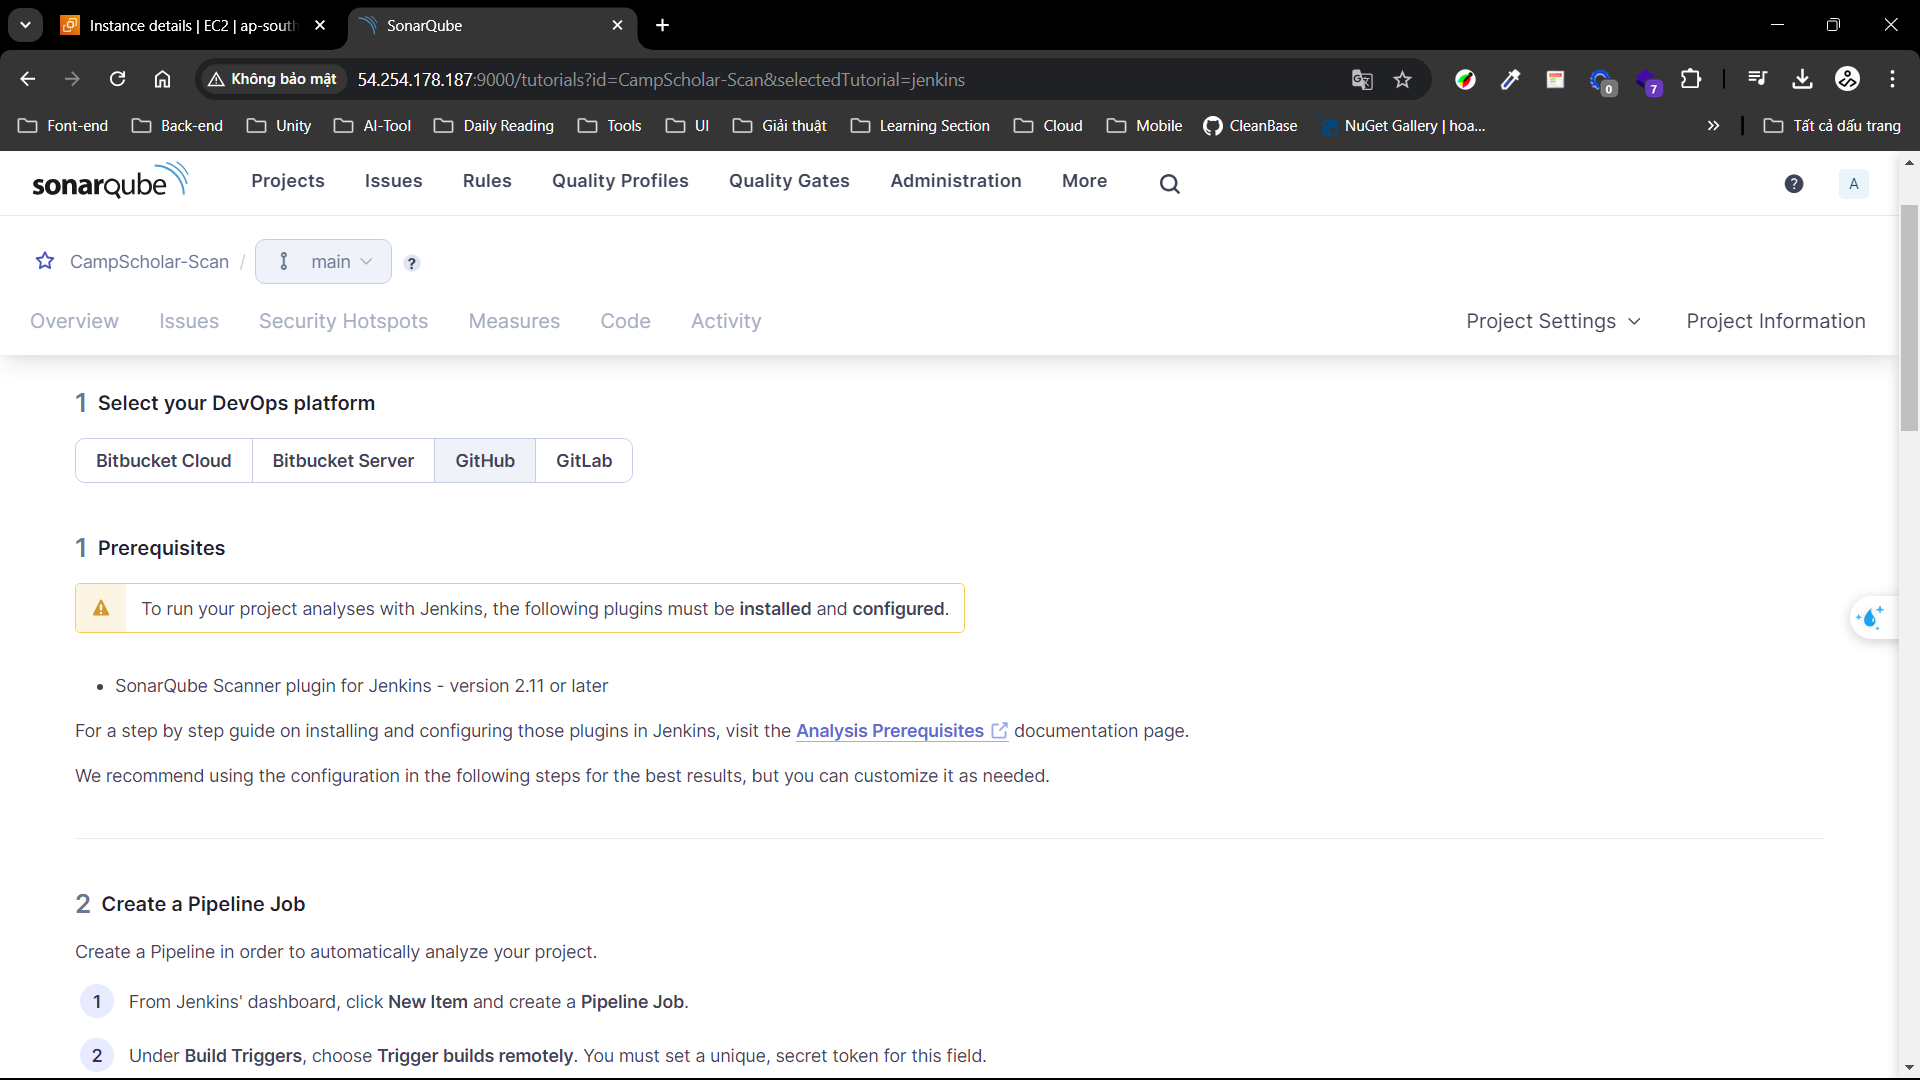 Instance details | EC2 | ap-south
SonarQube
Không bảo mật
54.254.178.187:9000/tutorials?id=CampScholar-Scan&selectedTutorial=jenkins
0
7
Font-end
Back-end
Unity
AI-Tool
Daily Reading
Tools
UI
Giải thuật
Learning Section
Cloud
Mobile
CleanBase
NuGet Gallery | hoa...
Tất cả dấu trang
sonarqube
Projects
Issues
Rules
Quality Profiles
Quality Gates
Administration
More
?
A
CampScholar-Scan /
main
?
Overview
Issues
Security Hotspots
Measures
Code
Activity
Project Settings
Project Information
1 Select your DevOps platform
Bitbucket Cloud
Bitbucket Server
GitHub
GitLab
1 Prerequisites
To run your project analyses with Jenkins, the following plugins must be installed and configured.
• SonarQube Scanner plugin for Jenkins - version 2.11 or later
For a step by step guide on installing and configuring those plugins in Jenkins, visit the Analysis Prerequisites documentation page.
We recommend using the configuration in the following steps for the best results, but you can customize it as needed.
2 Create a Pipeline Job
Create a Pipeline in order to automatically analyze your project.
1 From Jenkins' dashboard, click New Item and create a Pipeline Job.
2 Under Build Triggers, choose Trigger builds remotely. You must set a unique, secret token for this field.